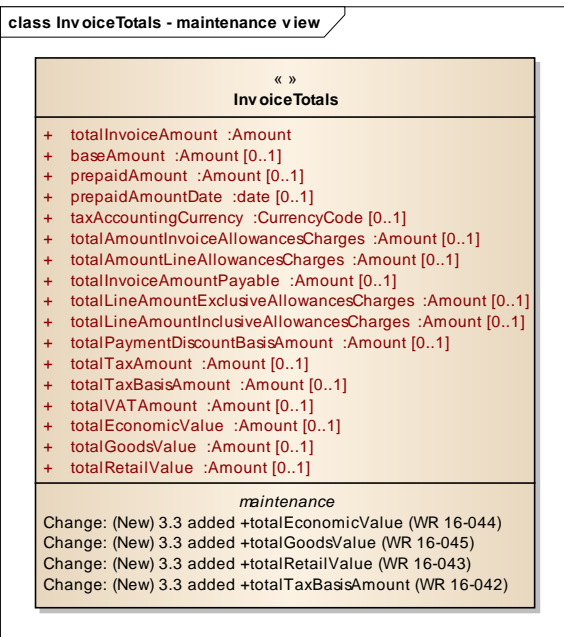 class InvoiceTotals - maintenance view
« »
InvoiceTotals
+ totalInvoiceAmount :Amount
+ baseAmount :Amount [0..1]
+ prepaidAmount :Amount [0..1]
+ prepaidAmountDate :date [0..1]
+ taxAccountingCurrency :CurrencyCode [0..1]
+ totalAmountInvoiceAllowancesCharges :Amount [0..1]
+ totalAmountLineAllowancesCharges :Amount [0..1]
+ totalInvoiceAmountPayable :Amount [0..1]
+ totalLineAmountExclusiveAllowancesCharges :Amount [0..1]
+ totalLineAmountInclusiveAllowancesCharges :Amount [0..1]
+ totalPaymentDiscountBasisAmount :Amount [0..1]
+ totalTaxAmount :Amount [0..1]
+ totalTaxBasisAmount :Amount [0..1]
+ totalVATAmount :Amount [0..1]
+ totalEconomicValue :Amount [0..1]
+ totalGoodsValue :Amount [0..1]
+ totalRetailValue :Amount [0..1]
maintenance
Change: (New) 3.3 added +totalEconomicValue (WR 16-044)
Change: (New) 3.3 added +totalGoodsValue (WR 16-045)
Change: (New) 3.3 added +totalRetailValue (WR 16-043)
Change: (New) 3.3 added +totalTaxBasisAmount (WR 16-042)